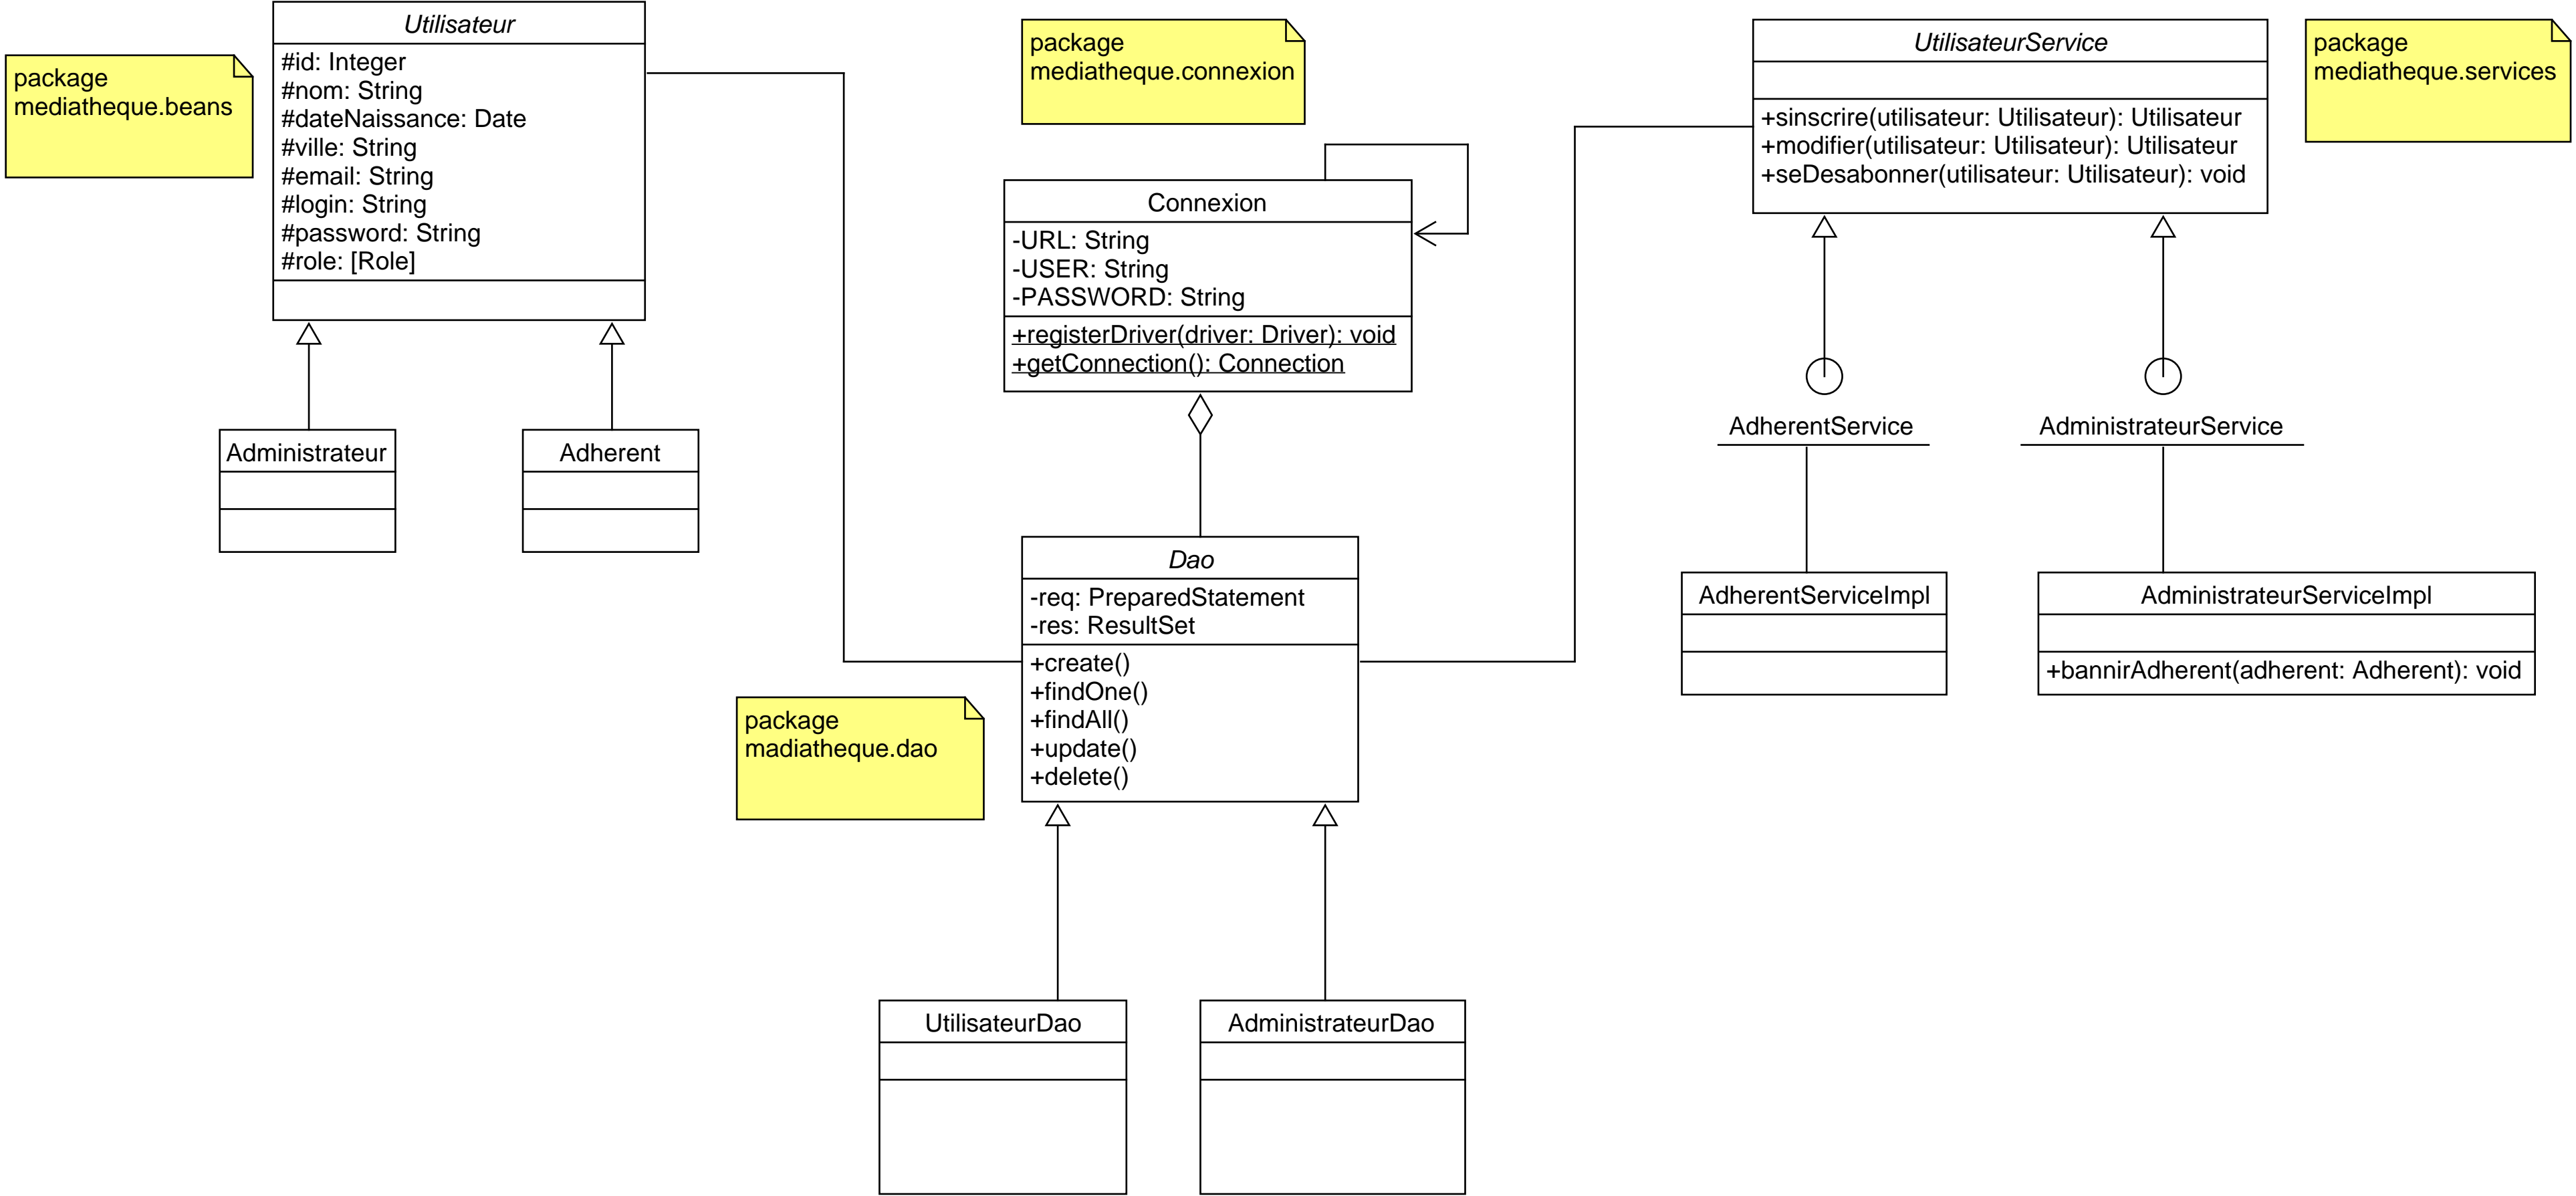 package
mediatheque.beans
Utilisateur
#id: Integer
#nom: String
#dateNaissance: Date
#ville: String
#email: String
#login: String
#password: String
#role: [Role]
Administrateur
Adherent
package
mediatheque.connexion
Connexion
-URL: String
-USER: String
-PASSWORD: String
+registerDriver(driver: Driver): void
+getConnection(): Connection
package
madiatheque.dao
Dao
-req: PreparedStatement
-res: ResultSet
+create()
+findOne()
+findAll()
+update()
+delete()
UtilisateurDao
AdministrateurDao
UtilisateurService
+sinscrire(utilisateur: Utilisateur): Utilisateur
+modifier(utilisateur: Utilisateur): Utilisateur
+seDesabonner(utilisateur: Utilisateur): void
package
mediatheque.services
AdherentService
AdministrateurService
AdherentServiceImpl
AdministrateurServiceImpl
+bannirAdherent(adherent: Adherent): void